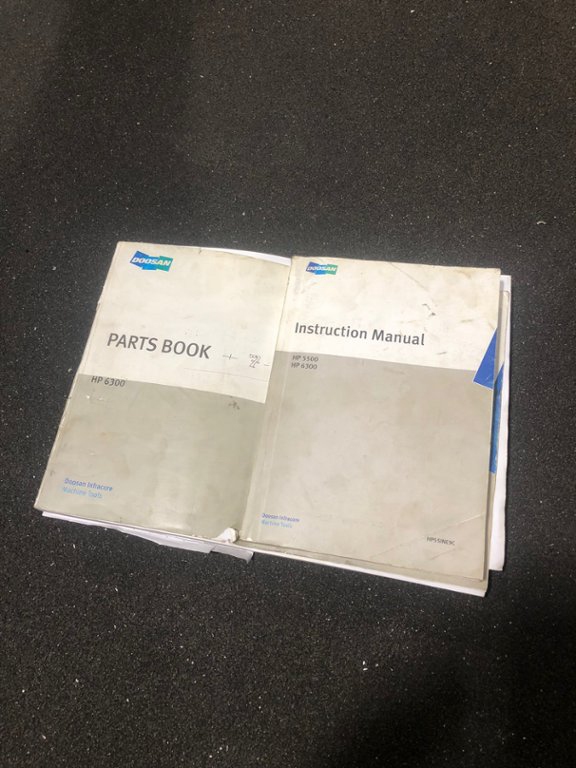 DOOSAN
PARTS BOOK
HP 6300
Doosan Infracore
Machine Tools
DOOSAN
Instruction Manual
HP 5500
HP 6300
Doosan Infracore
Machine Tools